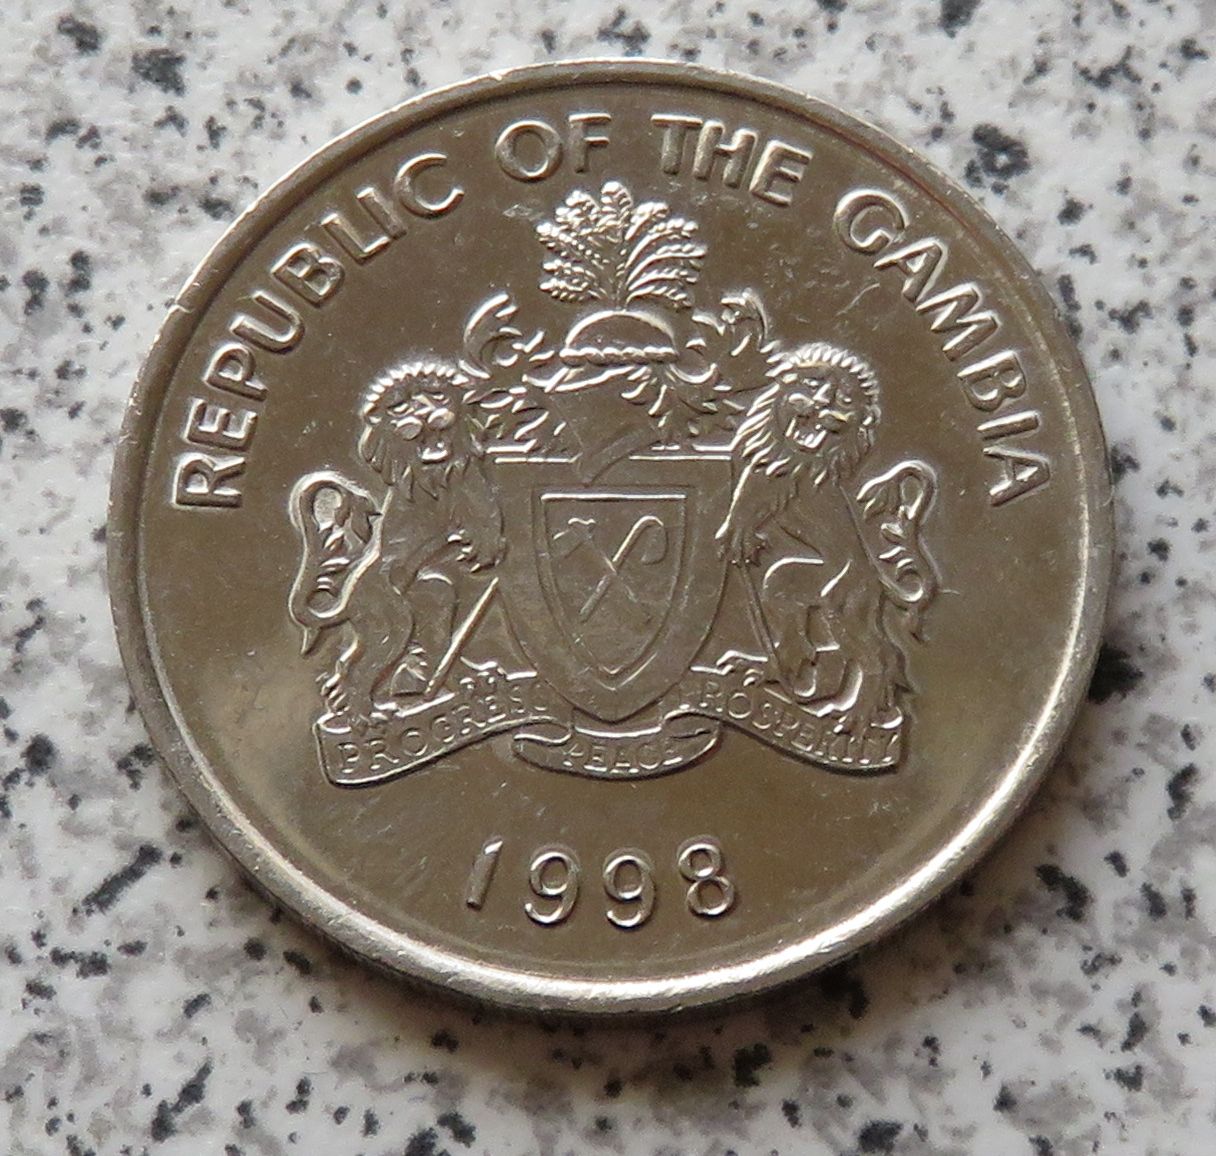 REPUBLIC OF THE GAMBIA
PROGRESS PEACE PROSPERITY
1998